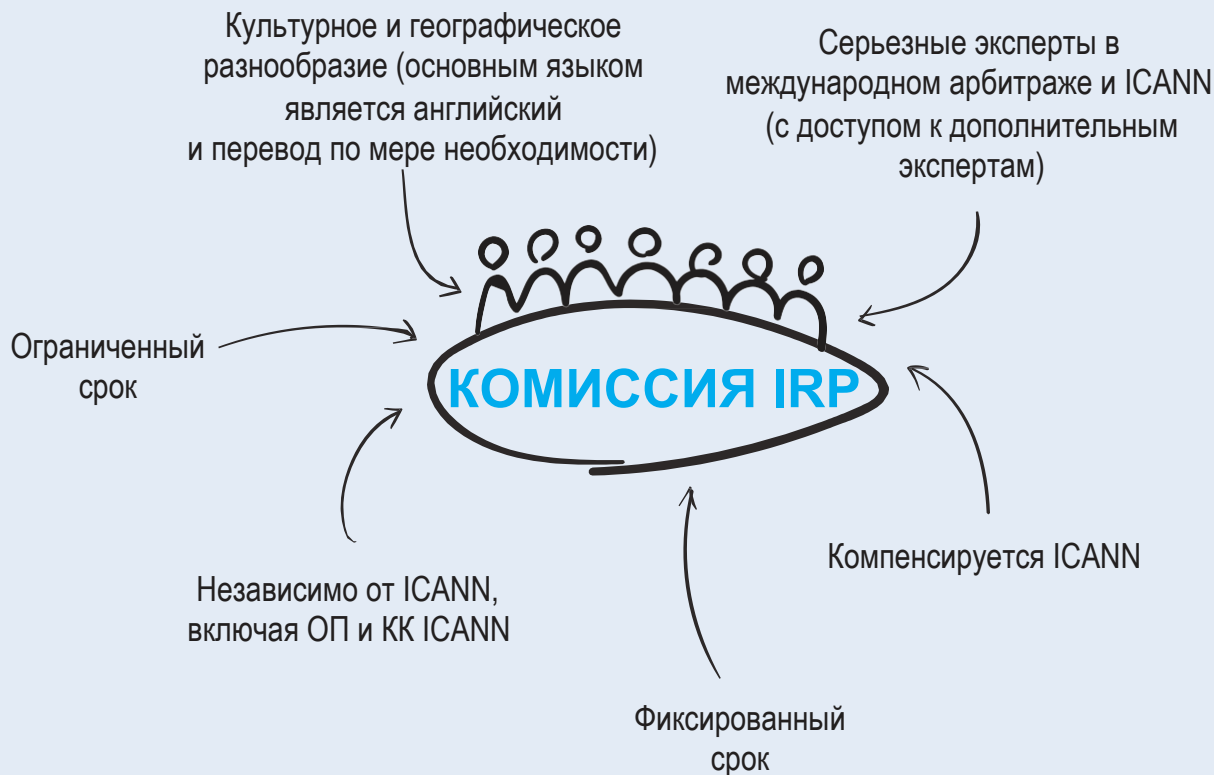 Культурное и географическое
разнообразие (основным языком
является английский
и перевод по мере необходимости)
Серьезные эксперты в
международном арбитраже и ICANN
(с доступом к дополнительным
экспертам)
Ограниченный
срок
КОМИССИЯ IRP
Независимо от ICANN,
включая ОП и КК ICANN
Компенсируется ICANN
Фиксированный
срок